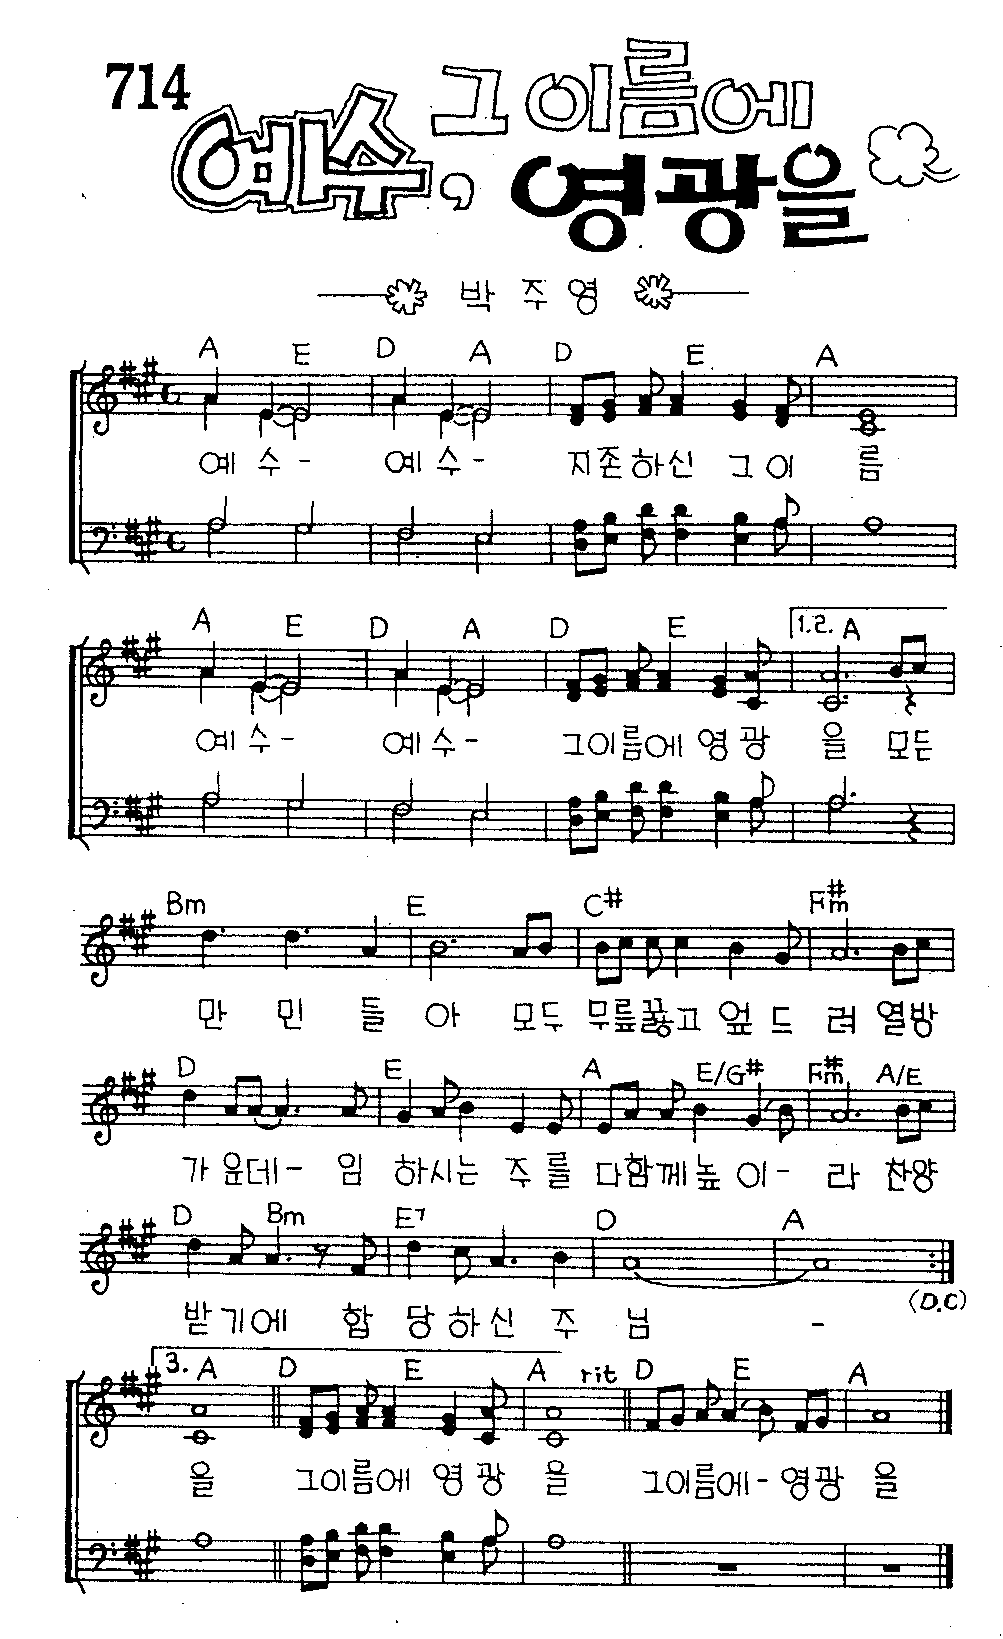 714
예수, 그 이름에
영광을
박 주 영
A E D A D E A
예 수 - 예 수 - 지존하신 그 이 름
A E D A D E 1.2. A
예 수 - 예 수 - 그이름에 영 광 을 모든
Bm E C# F#m
만 민 들 아 모두 무릎꿇고 엎 드 려 열방
D E A E/G# F#m A/E
가 운데 - 임 하시는 주 를 다함께높 이 - 라 찬양
D Bm E7 D A
받 기에 합 당하신 주 님 -
(D.C)
3. A D E A rit D E A
을 그이름에 영 광 을 그이름에 - 영광 을